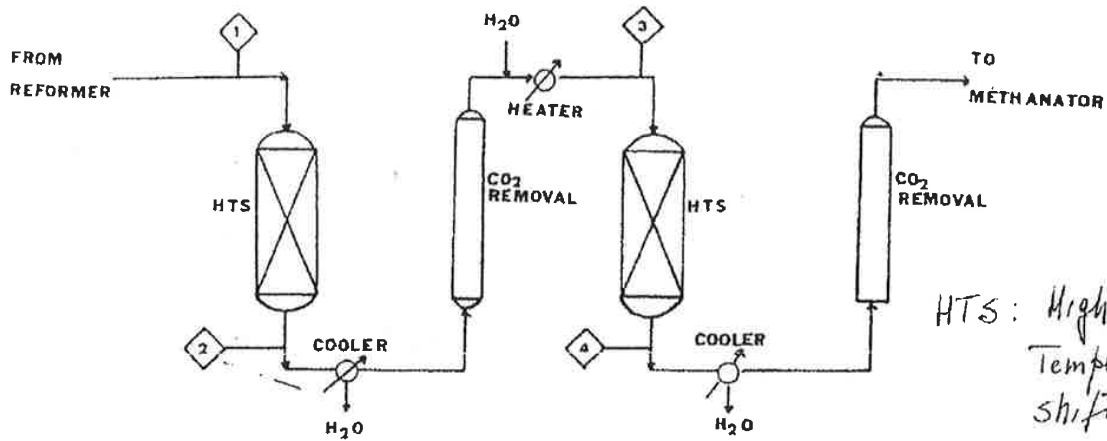 1
H₂O
3
FROM
REFORMER
TO
METHANATOR
HEATER
HTS
CO₂
REMOVAL
HTS
CO₂
REMOVAL
HTS: High
Temp
shift
2
COOLER
4
COOLER
H₂O
H₂O